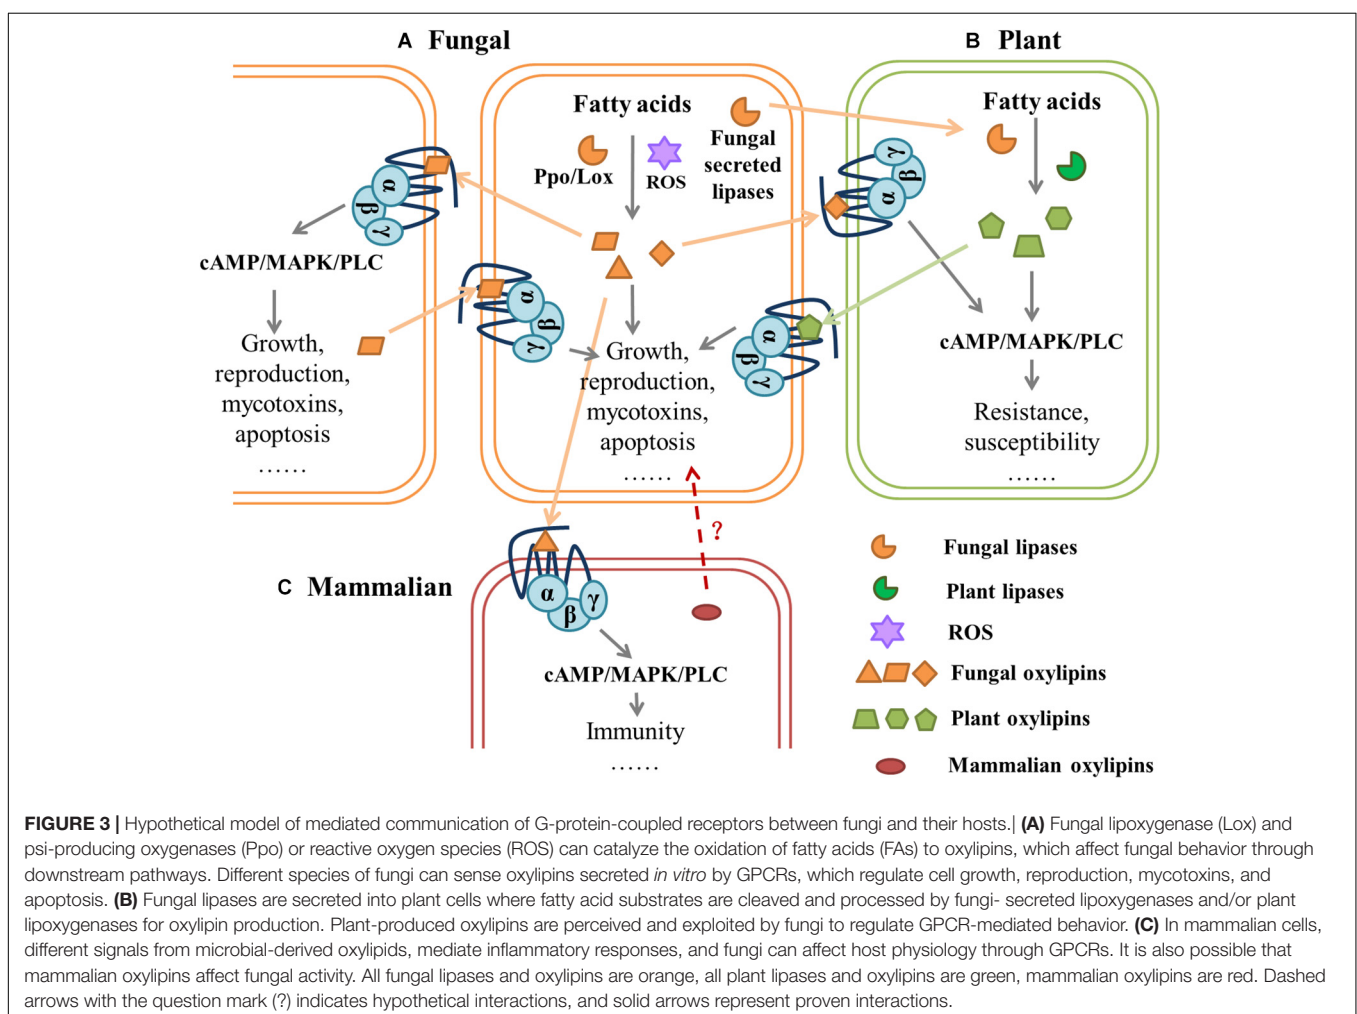 A Fungal
B Plant
Fatty acids
Ppo/Lox
ROS
Fungal
secreted
lipases
Fatty acids
α
β
γ
cAMP/MAPK/PLC
Growth,
reproduction,
mycotoxins,
apoptosis
......
α
β
γ
Growth,
reproduction,
mycotoxins,
apoptosis
......
α
β
γ
γ
β
α
cAMP/MAPK/PLC
Resistance,
susceptibility
......
?
C Mammalian
α
β
γ
cAMP/MAPK/PLC
Immunity
......
Fungal lipases
Plant lipases
ROS
Fungal oxylipins
Plant oxylipins
Mammalian oxylipins
FIGURE 3 | Hypothetical model of mediated communication of G-protein-coupled receptors between fungi and their hosts.| (A) Fungal lipoxygenase (Lox) and
psi-producing oxygenases (Ppo) or reactive oxygen species (ROS) can catalyze the oxidation of fatty acids (FAs) to oxylipins, which affect fungal behavior through
downstream pathways. Different species of fungi can sense oxylipins secreted in vitro by GPCRs, which regulate cell growth, reproduction, mycotoxins, and
apoptosis. (B) Fungal lipases are secreted into plant cells where fatty acid substrates are cleaved and processed by fungi- secreted lipoxygenases and/or plant
lipoxygenases for oxylipin production. Plant-produced oxylipins are perceived and exploited by fungi to regulate GPCR-mediated behavior. (C) In mammalian cells,
different signals from microbial-derived oxylipids, mediate inflammatory responses, and fungi can affect host physiology through GPCRs. It is also possible that
mammalian oxylipins affect fungal activity. All fungal lipases and oxylipins are orange, all plant lipases and oxylipins are green, mammalian oxylipins are red. Dashed
arrows with the question mark (?) indicates hypothetical interactions, and solid arrows represent proven interactions.